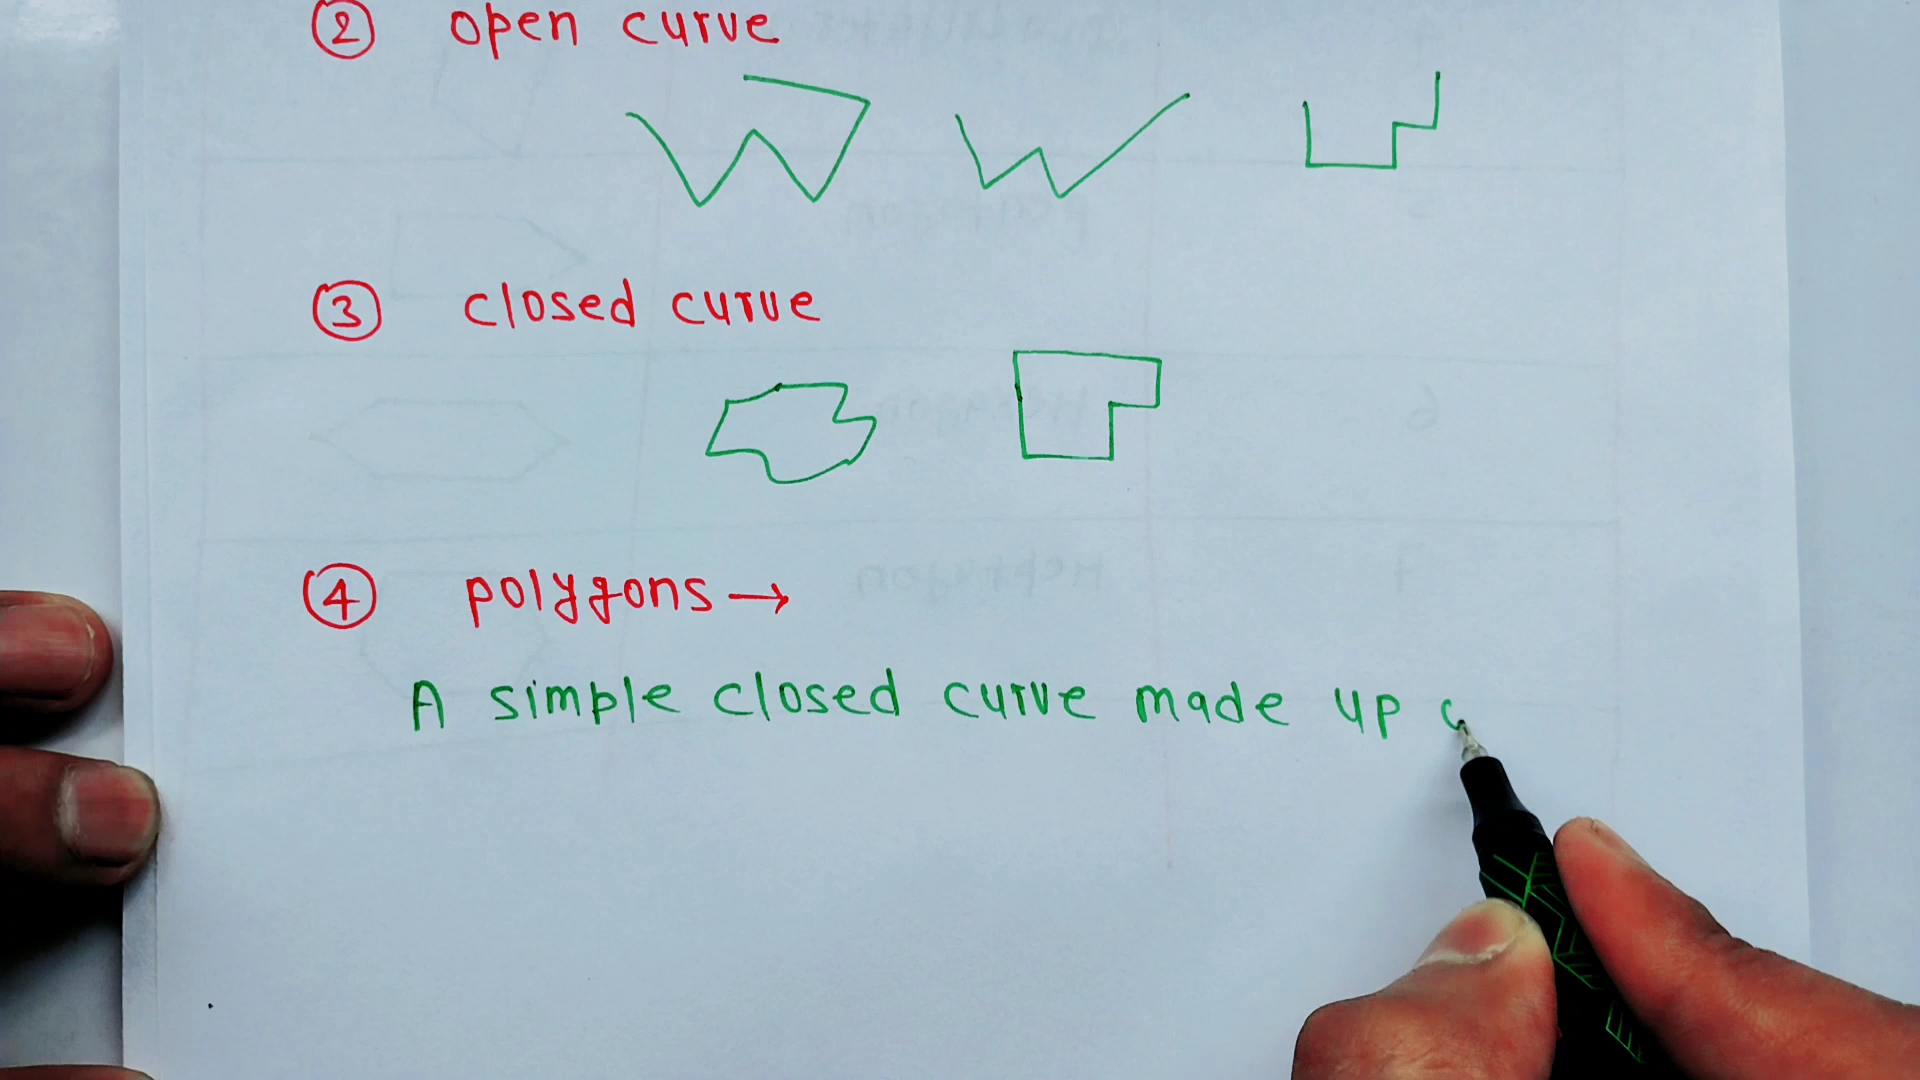 ② open curve
③ closed curve
④ polygons →
A simple closed curve made up